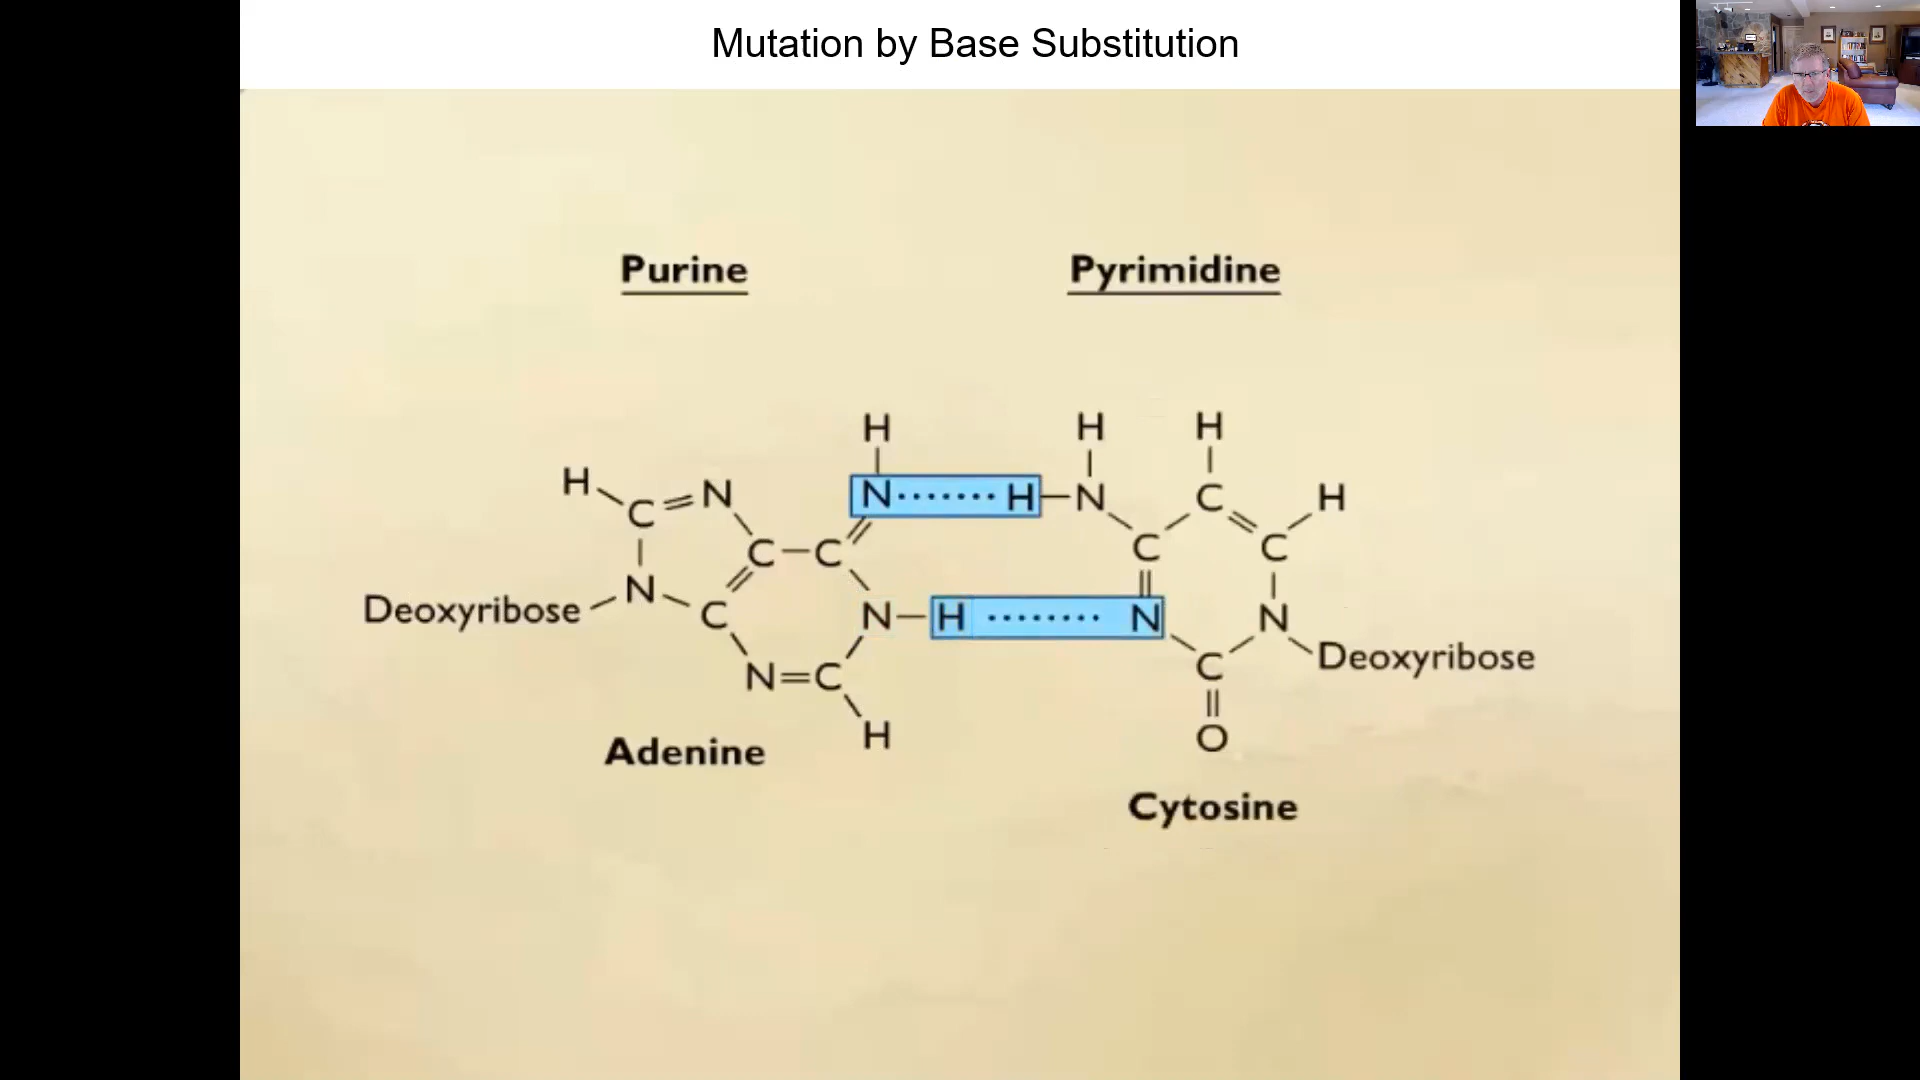 Mutation by Base Substitution
Purine Pyrimidine
H H H
H C N N H N C H
C C C C
Deoxyribose N C N H N N Deoxyribose
N C C
H O
Adenine
Cytosine